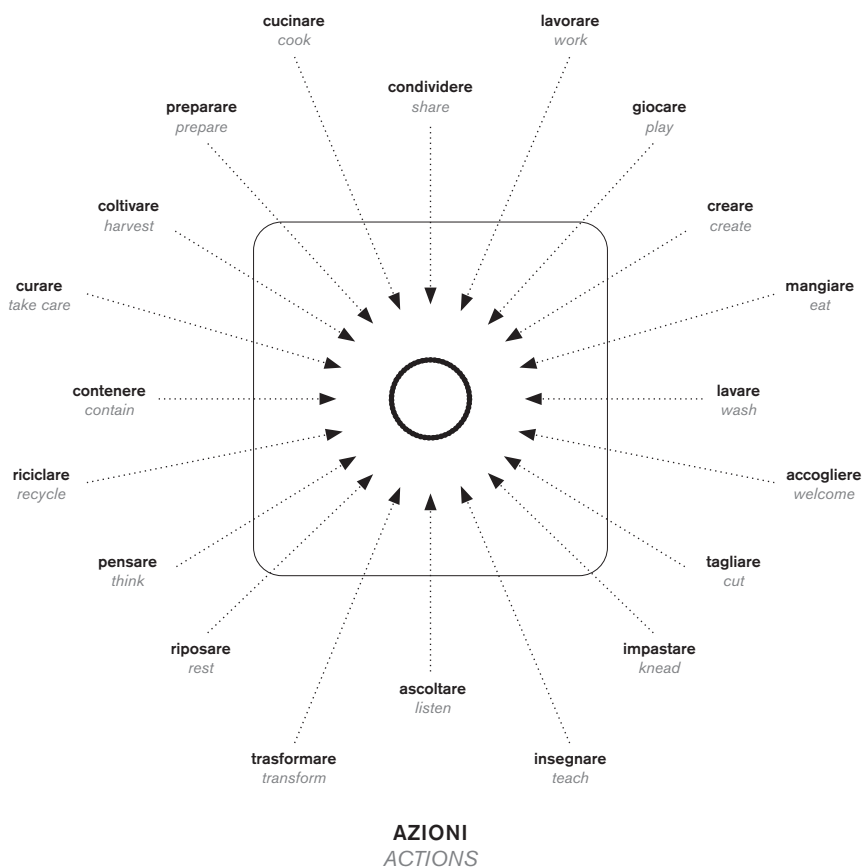 cucinare
cook
lavorare
work
condividere
share
preparare
prepare
giocare
play
coltivare
harvest
creare
create
curare
take care
mangiare
eat
contenere
contain
lavare
wash
riciclare
recycle
accogliere
welcome
pensare
think
tagliare
cut
riposare
rest
impastare
knead
ascoltare
listen
trasformare
transform
insegnare
teach
AZIONI
ACTIONS